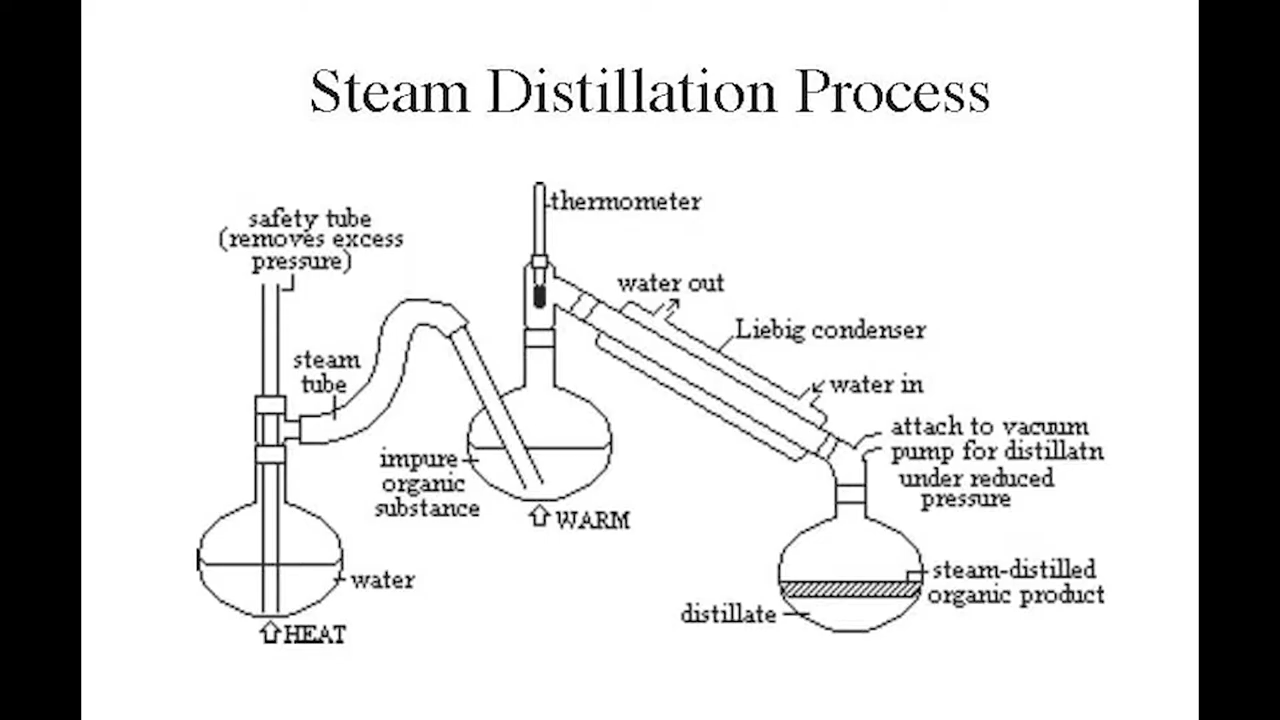 Steam Distillation Process
thermometer
safety tube
(removes excess
pressure)
water out
Liebig condenser
steam
tube
water in
attach to vacuum
pump for distillatn
under reduced
pressure
impure
organic
substance
WARM
water
steam-distilled
organic product
distillate
HEAT